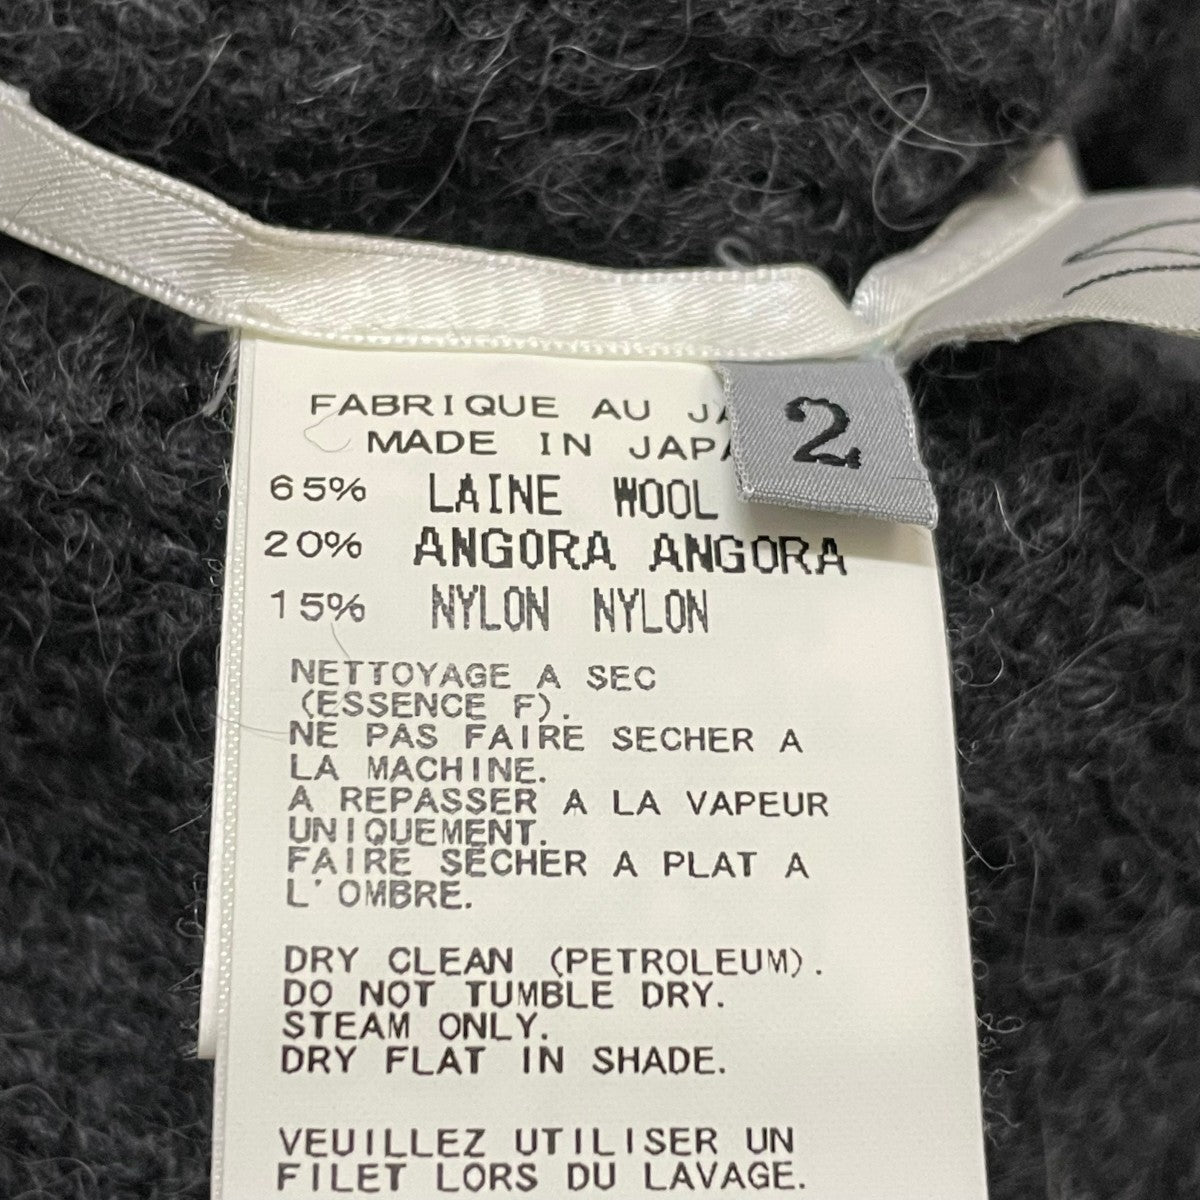 2
FABRIQUE AU
MADE IN
65% LAINE WOOL
20% ANGORA ANGORA
15% NYLON NYLON
NETTOYAGE A SEC
(ESSENCE F).
NE PAS FAIRE SECHER A
LA MACHINE.
A REPASSER A LA VAPEUR
UNIQUEMENT.
FAIRE SECHER A PLAT A
L'OMBRE.
DRY CLEAN (PETROLEUM).
DO NOT TUMBLE DRY.
STEAM ONLY.
DRY FLAT IN SHADE.
VEUILLEZ UTILISER UN
FILET LORS DU LAVAGE.